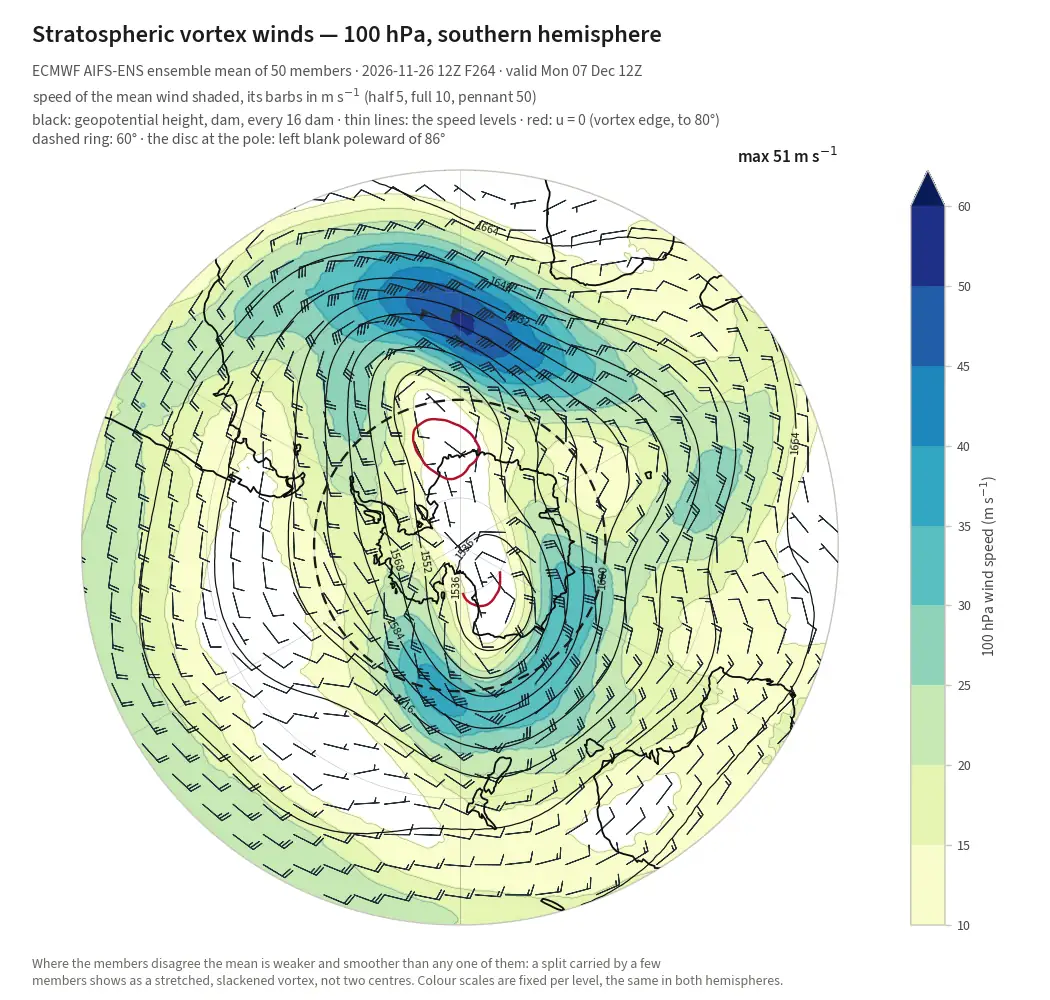 Stratospheric vortex winds — 100 hPa, southern hemisphere
ECMWF AIFS-ENS ensemble mean of 50 members · 2026-11-26 12Z F264 · valid Mon 07 Dec 12Z
speed of the mean wind shaded, its barbs in m s⁻¹ (half 5, full 10, pennant 50)
black: geopotential height, dam, every 16 dam · thin lines: the speed levels · red: u = 0 (vortex edge, to 80°)
dashed ring: 60° · the disc at the pole: left blank poleward of 86°
max 51 m s⁻¹
60
50
45
40
35
30
25
20
15
10
100 hPa wind speed (m s⁻¹)
1664
1664
1552
1568
1536
1600
Where the members disagree the mean is weaker and smoother than any one of them: a split carried by a few
members shows as a stretched, slackened vortex, not two centres. Colour scales are fixed per level, the same in both hemispheres.